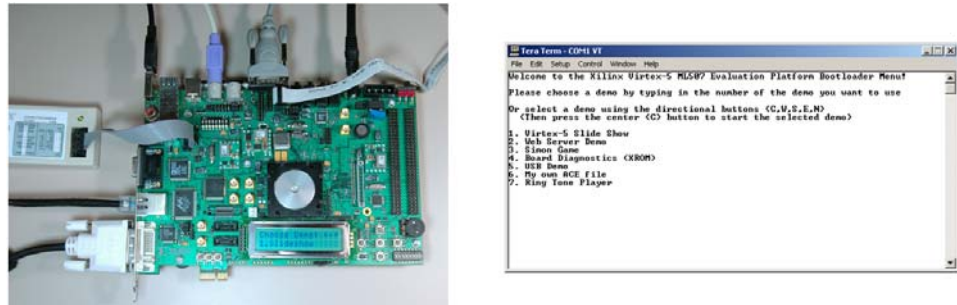 Tera Term - COM1 VT
File Edit Setup Control Window Help
Welcome to the Xilinx Virtex-5 ML507 Evaluation Platform Bootloader Menu!
Please choose a demo by typing in the number of the demo you want to use
Or select a demo using the directional buttons (C,W,S,E,N)
(Then press the center (C) button to start the selected demo)
1. Virtex-5 Slide Show
2. Web Server Demo
3. Simon Game
4. Board Diagnostics (XROM)
5. USB Demo
6. My own ACE file
7. Ring Tone Player